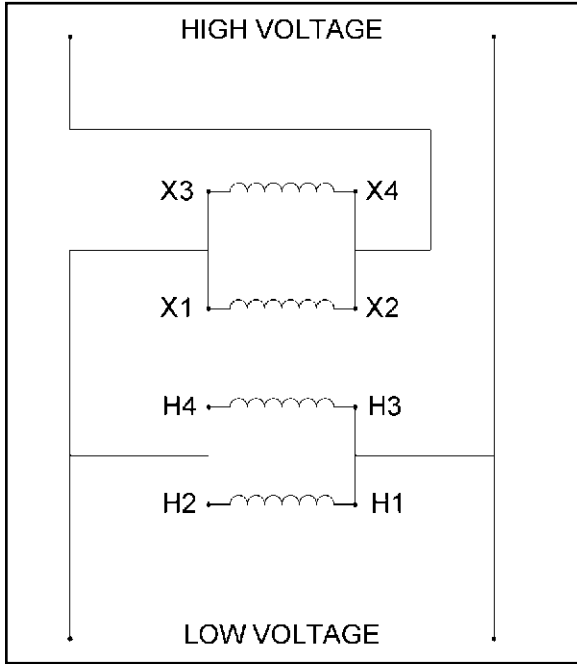 HIGH VOLTAGE
X3 X4
X1 X2
H4 H3
H2 H1
LOW VOLTAGE